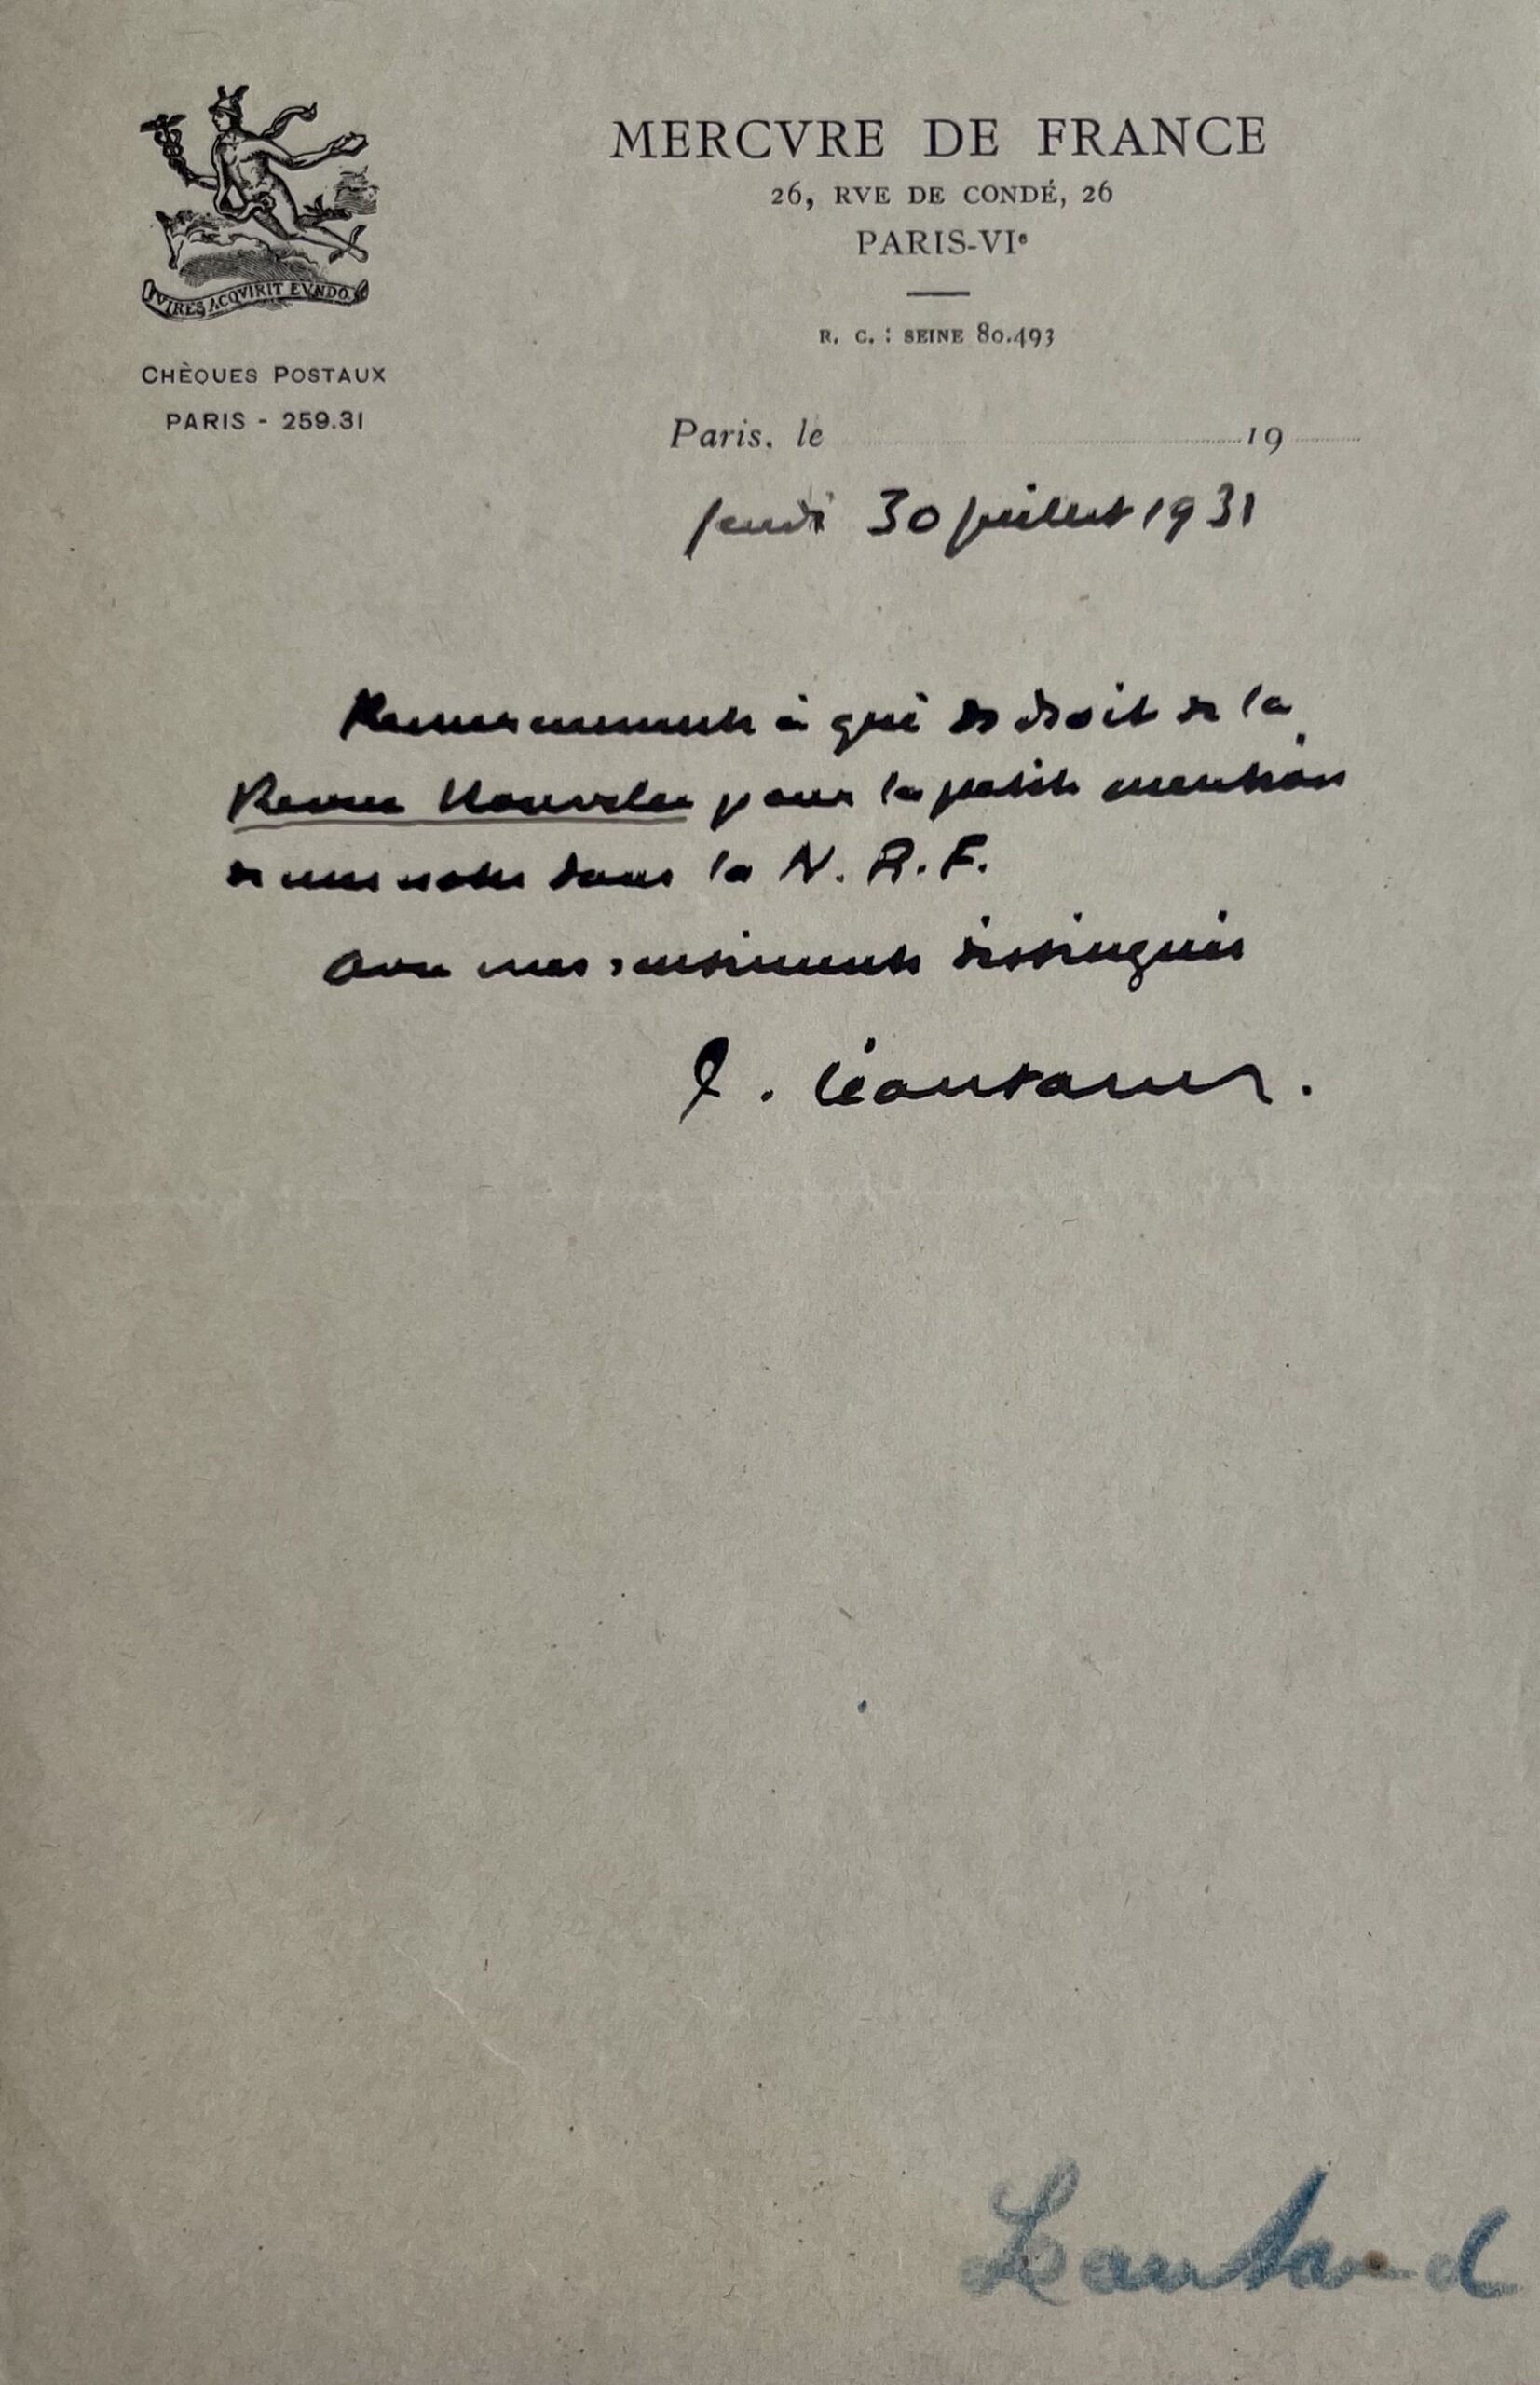 MERCVRE DE FRANCE
26, RVE DE CONDÉ, 26
PARIS-VIe
R. C. : SEINE 80.493
VIRES ACQVIRIT EVNDO
CHÈQUES POSTAUX
PARIS - 259.31
Paris, le 19
Jeudi 30 juillet 1931
Remerciements à qui de droit de la
Revue Nouvelle pour la petite mention
de mes notes dans la N. R. F.
Avec mes sentiments distingués
P. Léautaud.
Léautaud